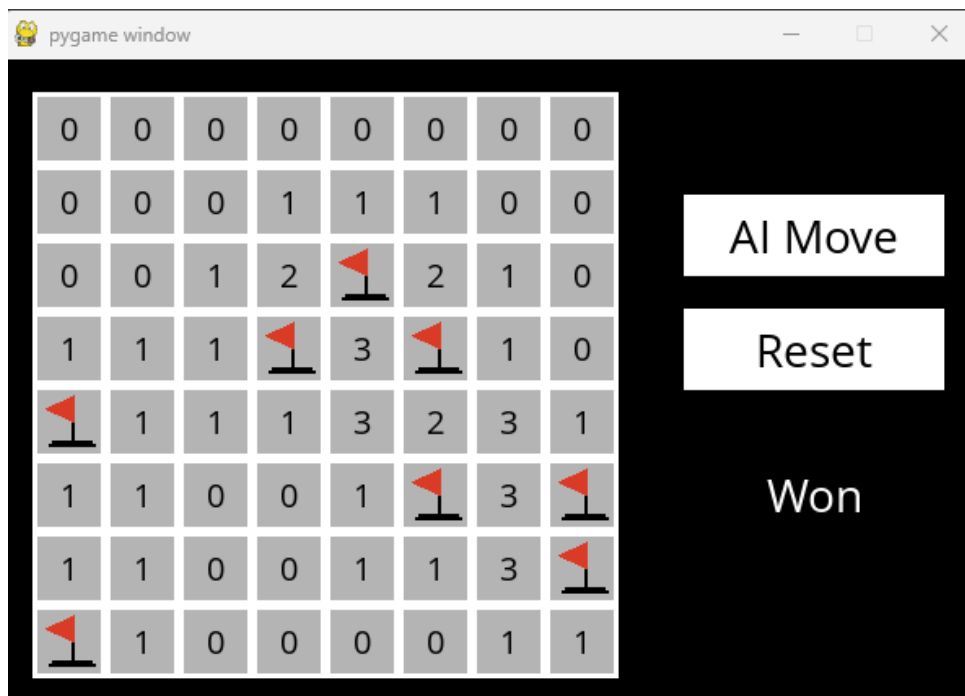 pygame window
0 0 0 0 0 0 0 0
0 0 0 1 1 1 0 0
0 0 1 2 2 1 0
1 1 1 3 1 0
1 1 1 3 2 3 1
1 1 0 0 1 3
1 1 0 0 1 1 3
1 0 0 0 0 1 1
AI Move
Reset
Won